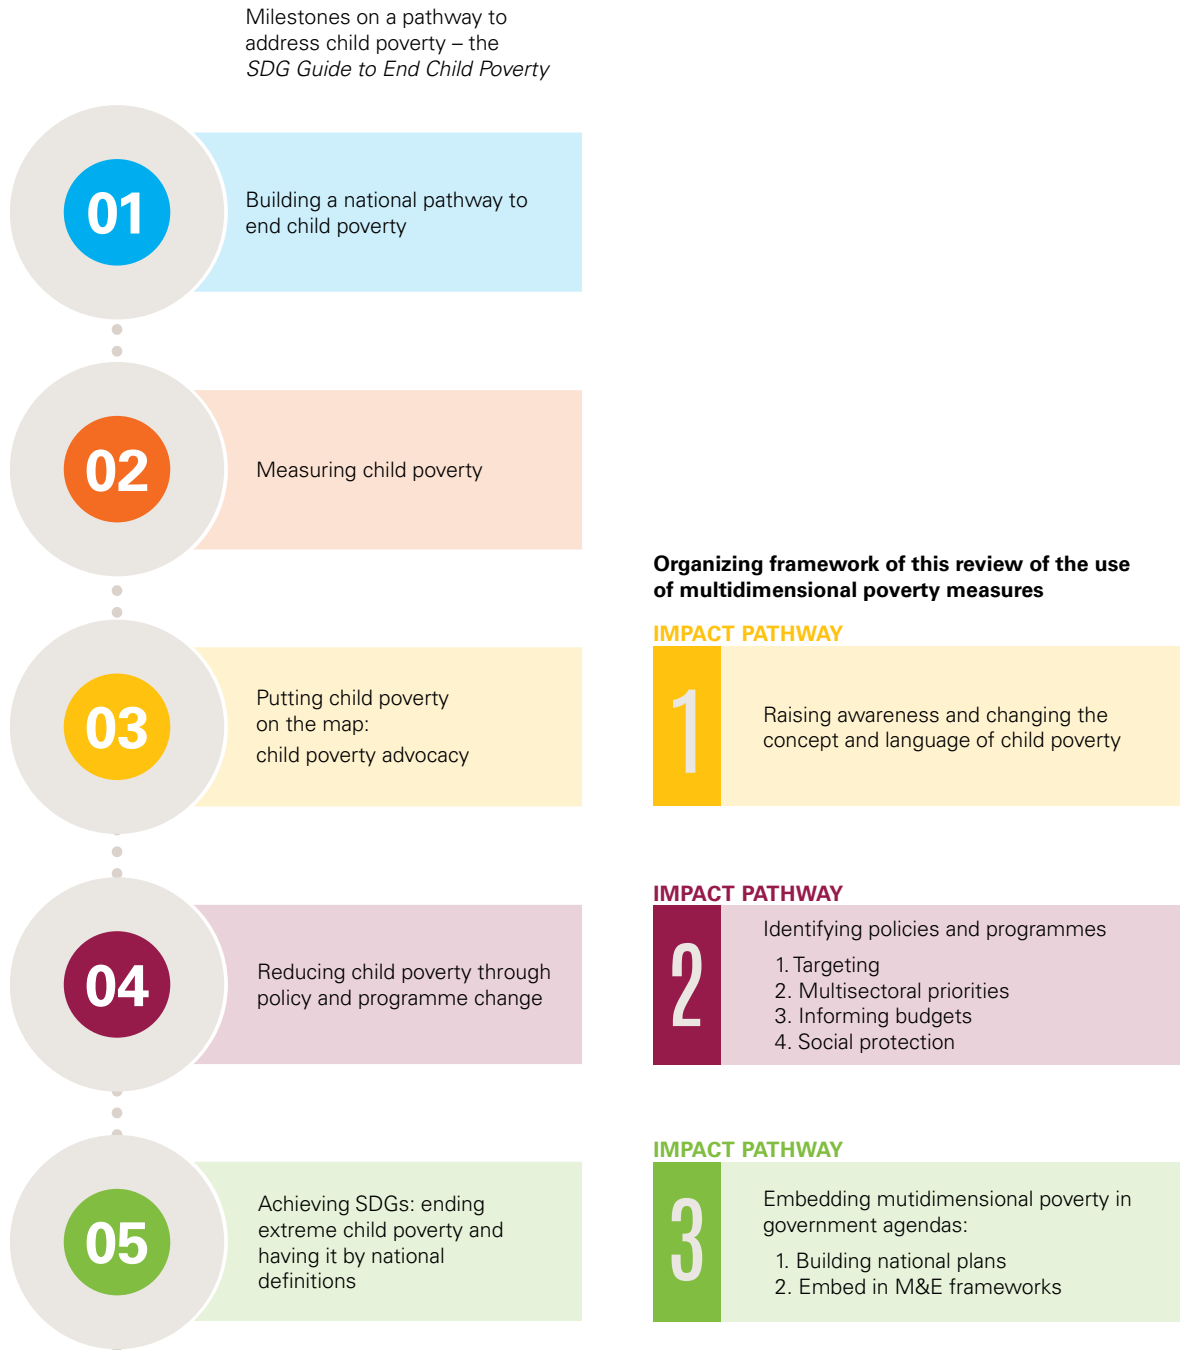 Milestones on a pathway to
address child poverty – the
SDG Guide to End Child Poverty
01
Building a national pathway to
end child poverty
02
Measuring child poverty
03
Putting child poverty
on the map:
child poverty advocacy
04
Reducing child poverty through
policy and programme change
05
Achieving SDGs: ending
extreme child poverty and
having it by national
definitions
Organizing framework of this review of the use
of multidimensional poverty measures
IMPACT PATHWAY
1
Raising awareness and changing the
concept and language of child poverty
IMPACT PATHWAY
2
Identifying policies and programmes
1. Targeting
2. Multisectoral priorities
3. Informing budgets
4. Social protection
IMPACT PATHWAY
3
Embedding mutidimensional poverty in
government agendas:
1. Building national plans
2. Embed in M&E frameworks